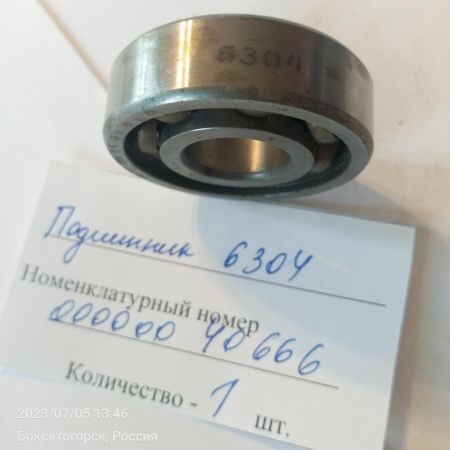 6304
Подшипник 6304
Номенклатурный номер
000000 40666
Количество - 1 шт.
2023/07/05 13:46
Бокситогорск, Россия